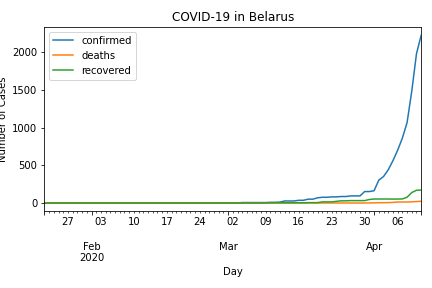 COVID-19 in Belarus
confirmed
deaths
recovered
Number of Cases
2000
1500
1000
500
0
27 03 10 17 24 02 09 16 23 30 06
Feb Mar Apr
2020
Day